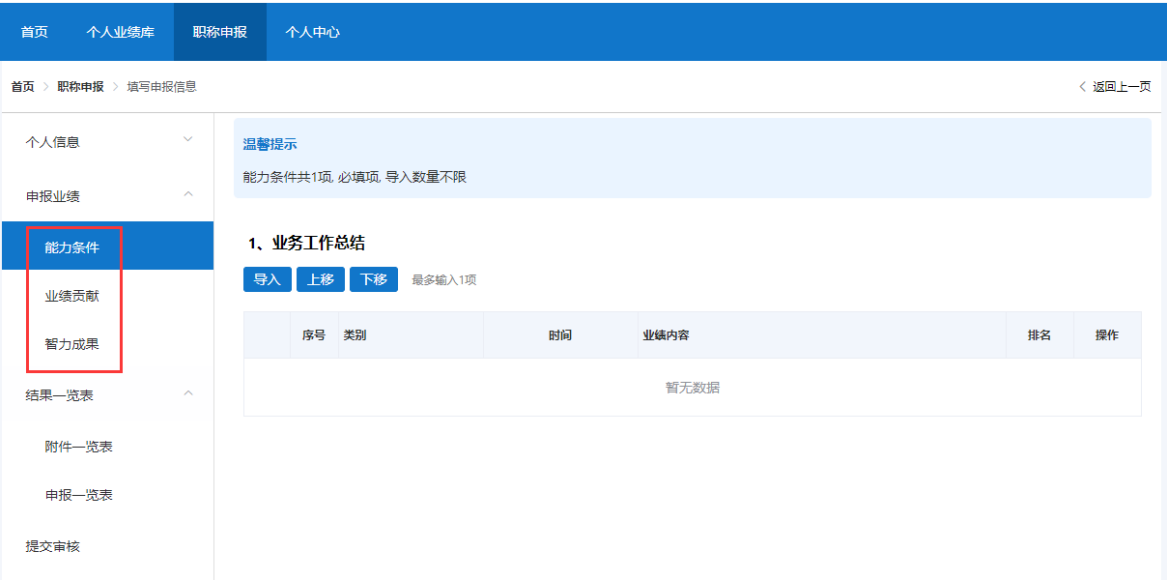 首页 个人业绩库 职称申报 个人中心
首页 > 职称申报 > 填写申报信息 < 返回上一页
个人信息
申报业绩
能力条件
业绩贡献
智力成果
结果一览表
附件一览表
申报一览表
提交审核
温馨提示
能力条件共1项, 必填项, 导入数量不限
1、业务工作总结
导入 上移 下移 最多输入1项
序号 类别 时间 业绩内容 排名 操作
暂无数据